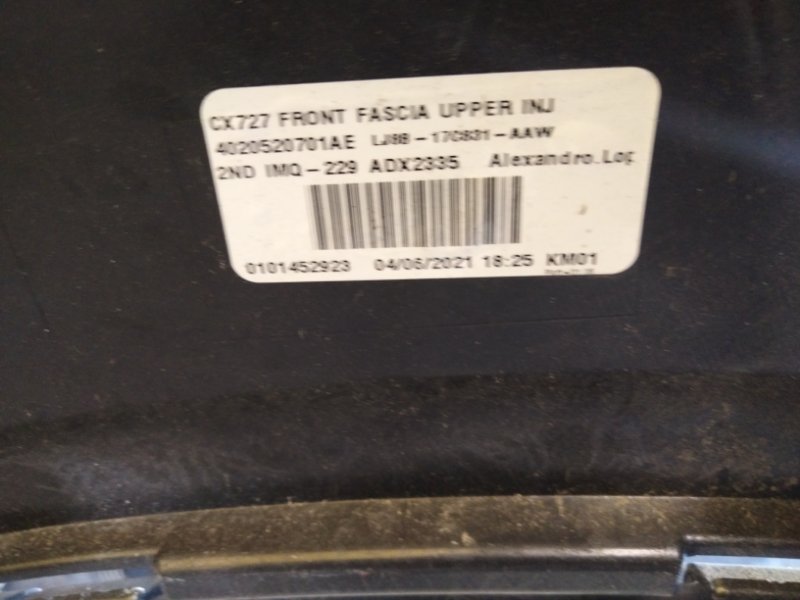 CX727 FRONT FASCIA UPPER INJ
4020520701AE LJ8B-17C831-AAW
2ND IMQ-229 ADX2335 Alexandro.Lop
0101452923 04/06/2021 18:25 KM01